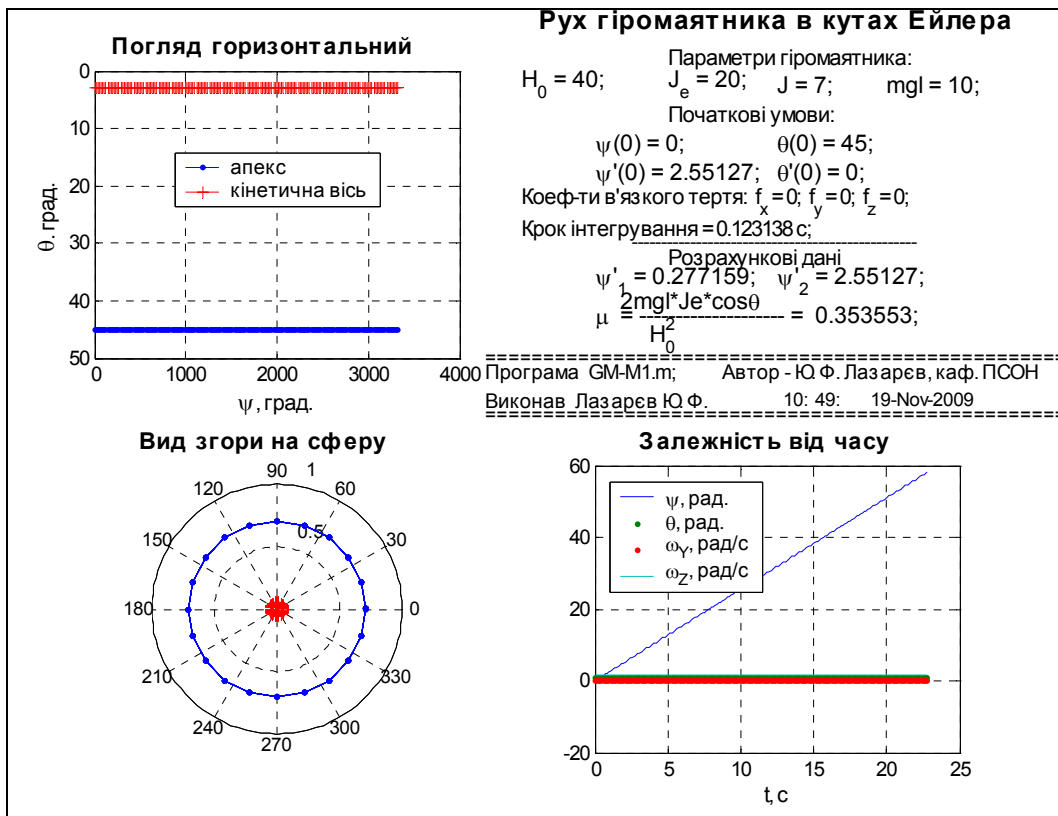 Погляд горизонтальний
0
10
20
30
40
50
θ. град.
апекс
кінетична вісь
0
1000
2000
3000
4000
ψ, град.
Рух гіромаятника в кутах Ейлера
Параметри гіромаятника:
H0 = 40; Je = 20; J = 7; mgl = 10;
Початкові умови:
ψ(0) = 0; θ(0) = 45;
ψ'(0) = 2.55127; θ'(0) = 0;
Коеф-ти в'язкого тертя: fx=0; fy=0; fz=0;
Крок інтегрування =0.123138 с;
Розрахункові дані
ψ'1 = 0.277159; ψ'2 = 2.55127;
2mgl*Je*cosθ
μ = -------------------- = 0.353553;
H0^2
Програма GM-M1.m; Автор - Ю.Ф. Лазарєв, каф. ПСОН
Виконав Лазарєв Ю.Ф. 10: 49: 19-Nov-2009
Вид згори на сферу
90
1
120
60
0.5
150
30
180
0
210
330
240
300
270
Залежність від часу
60
40
20
0
-20
ψ, рад.
θ, рад.
ωY, рад/с
ωZ, рад/с
0
5
10
15
20
25
t, с